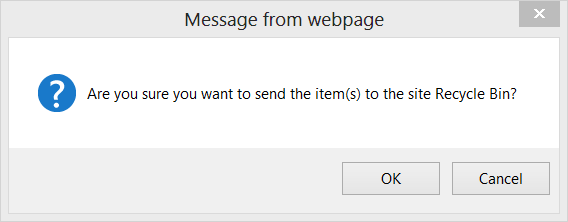 Message from webpage
Are you sure you want to send the item(s) to the site Recycle Bin?
OK
Cancel